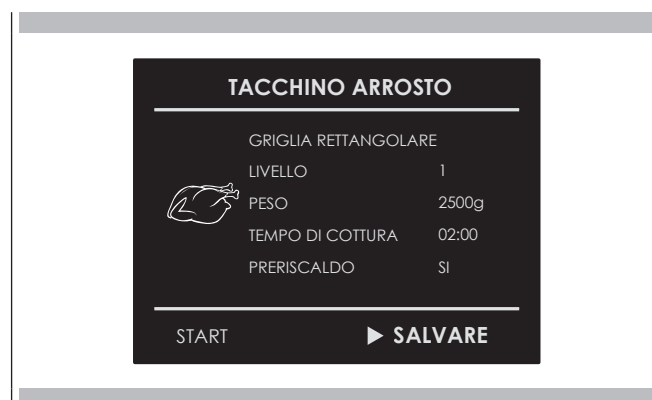 TACCHINO ARROSTO
GRIGLIA RETTANGOLARE
LIVELLO 1
PESO 2500g
TEMPO DI COTTURA 02:00
PRERISCALDO SI
START ▶ SALVARE